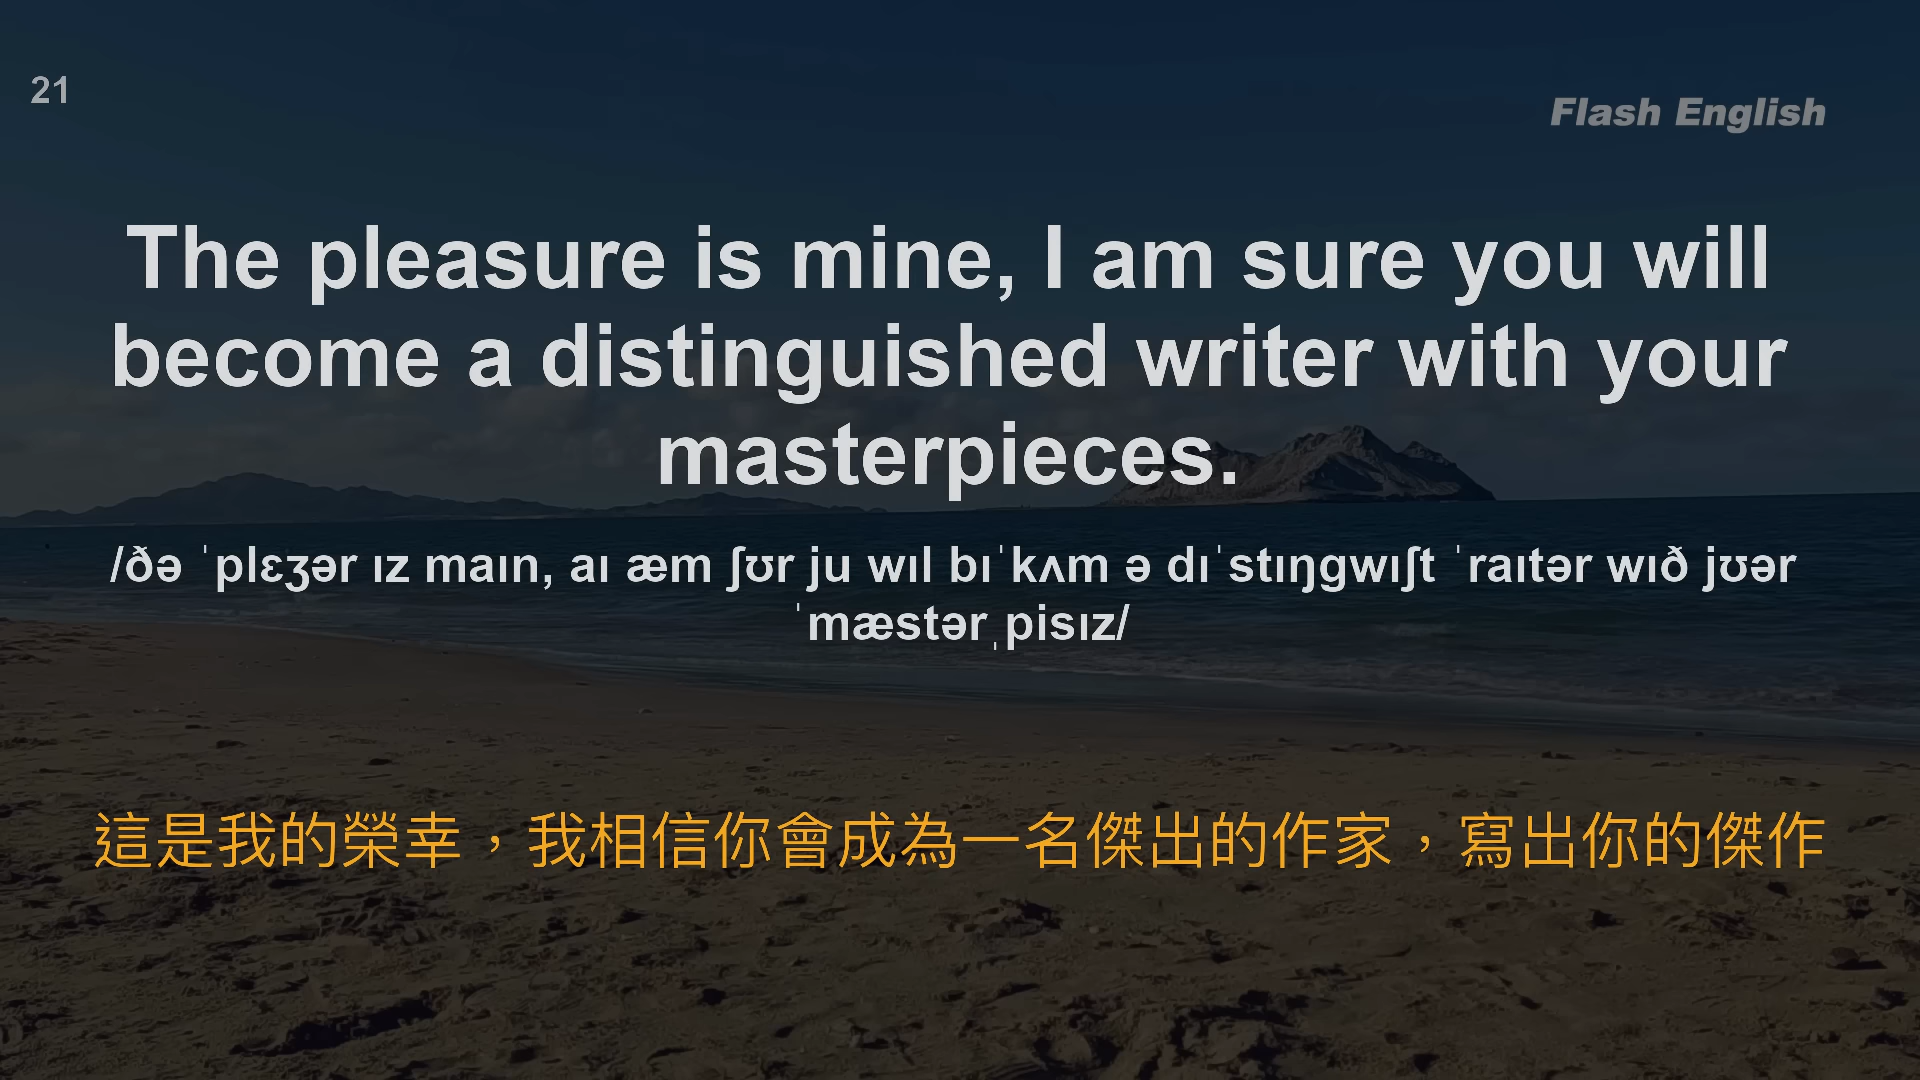 21
Flash English
The pleasure is mine, I am sure you will
become a distinguished writer with your
masterpieces.
/ðə ˈplɛʒər ɪz maɪn, aɪ æm ʃʊr ju wɪl bɪˈkʌm ə dɪˈstɪŋgwɪʃt ˈraɪtər wɪð jʊər
ˈmæstərˌpisɪz/
這是我的榮幸，我相信你會成為一名傑出的作家，寫出你的傑作